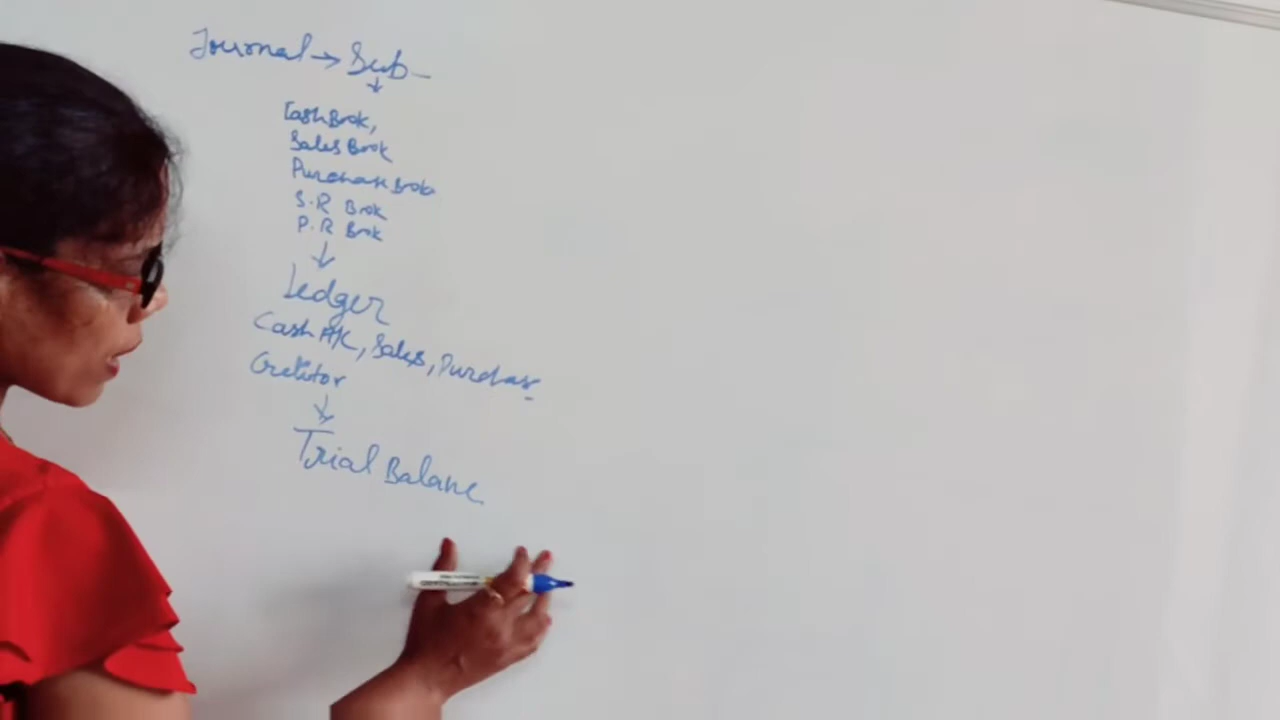 Journal → Sub-
↓
Cash Book,
Sales Book
Purchase Book
S.R Book
P.R Book
↓
Ledger
Cash A/c, Sales, Purchase
Creditor
↓
Trial Balance